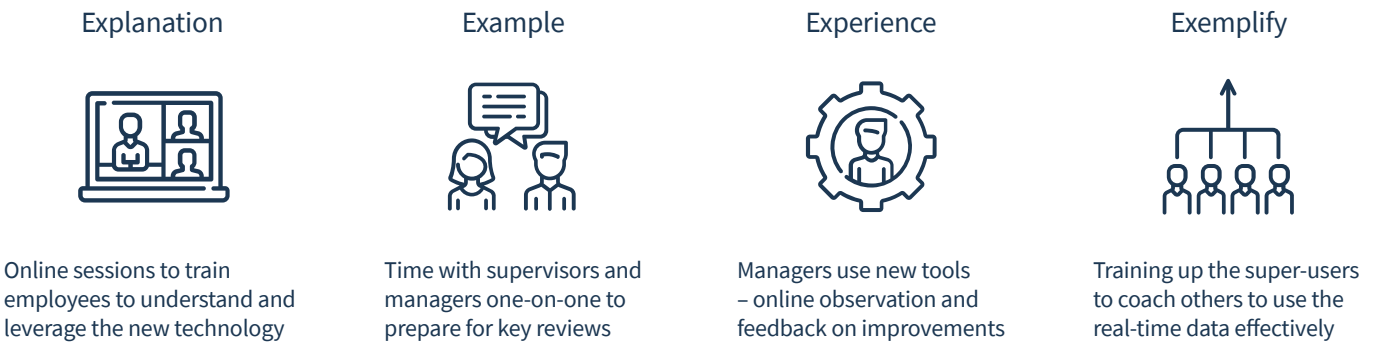 Explanation
Online sessions to train
employees to understand and
leverage the new technology
Example
Time with supervisors and
managers one-on-one to
prepare for key reviews
Experience
Managers use new tools
– online observation and
feedback on improvements
Exemplify
Training up the super-users
to coach others to use the
real-time data effectively